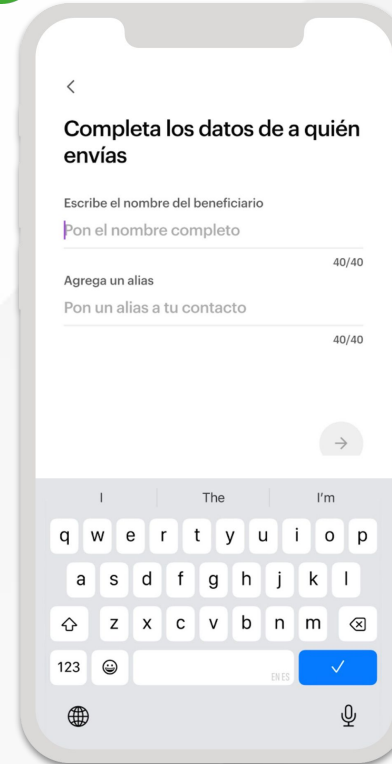 Completa los datos de a quién
envías
Escribe el nombre del beneficiario
Pon el nombre completo
40/40
Agrega un alias
Pon un alias a tu contacto
40/40
I The I'm
q w e r t y u i o p
a s d f g h j k l
z x c v b n m
123
EN ES